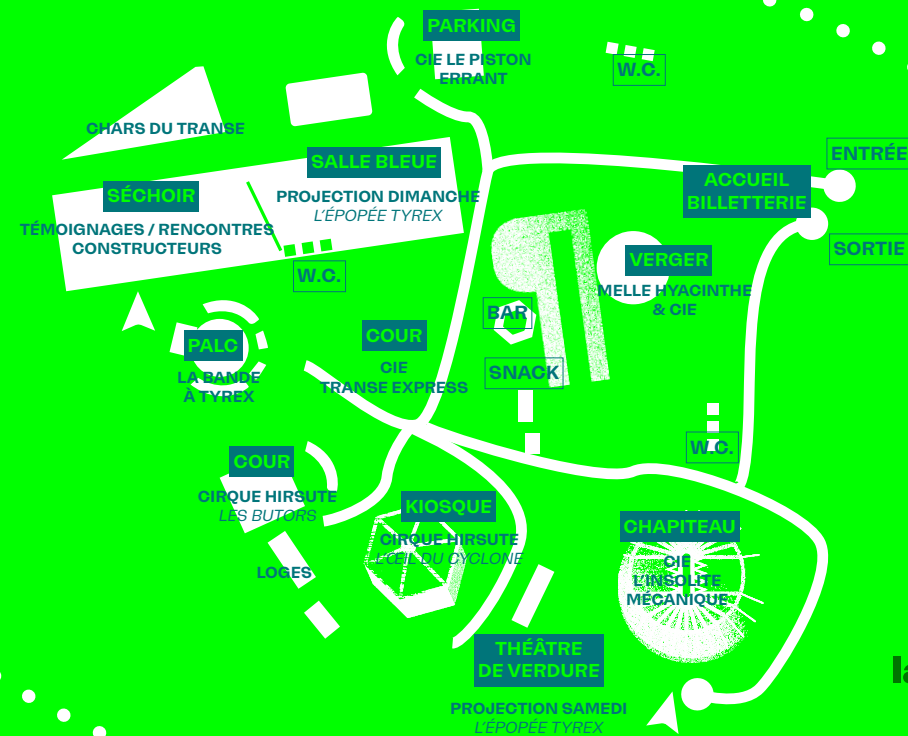 PARKING
CIE LE PISTON
ERRANT
W.C.
CHARS DU TRANSE
ENTRÉE
SALLE BLEUE
PROJECTION DIMANCHE
L'ÉPOPÉE TYREX
ACCUEIL
BILLETTERIE
SÉCHOIR
TÉMOIGNAGES / RENCONTRES
CONSTRUCTEURS
SORTIE
W.C.
VERGER
MELLE HYACINTHE
& CIE
BAR
PALC
LA BANDE
À TYREX
COUR
CIE
TRANSE EXPRESS
SNACK
W.C.
COUR
CIRQUE HIRSUTE
LES BUTORS
KIOSQUE
CIRQUE HIRSUTE
L'ŒIL DU CYCLONE
CHAPITEAU
CIE
L'INSOLITE
MÉCANIQUE
LOGES
THÉÂTRE
DE VERDURE
PROJECTION SAMEDI
L'ÉPOPÉE TYREX